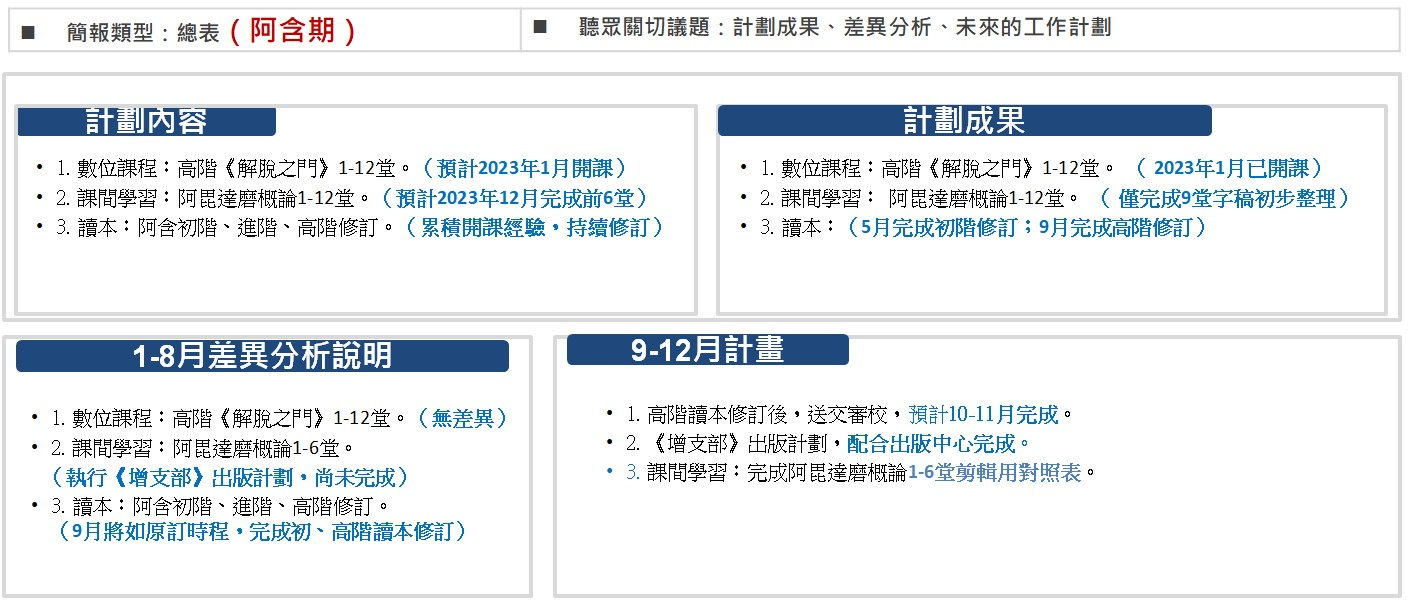 ■ 簡報類型：總表（阿含期）
■ 聽眾關切議題：計劃成果、差異分析、未來的工作計劃
計劃內容
• 1. 數位課程：高階《解脫之門》1-12堂。（預計2023年1月開課）
• 2. 課間學習：阿毘達磨概論1-12堂。（預計2023年12月完成前6堂）
• 3. 讀本：阿含初階、進階、高階修訂。（累積開課經驗，持續修訂）
計劃成果
• 1. 數位課程：高階《解脫之門》1-12堂。（ 2023年1月已開課）
• 2. 課間學習： 阿毘達磨概論1-12堂。（ 僅完成9堂字稿初步整理）
• 3. 讀本：（5月完成初階修訂；9月完成高階修訂）
1-8月差異分析說明
• 1. 數位課程：高階《解脫之門》1-12堂。（無差異）
• 2. 課間學習：阿毘達磨概論1-6堂。
（執行《增支部》出版計劃，尚未完成）
• 3. 讀本：阿含初階、進階、高階修訂。
（9月將如原訂時程，完成初、高階讀本修訂）
9-12月計畫
• 1. 高階讀本修訂後，送交審校，預計10-11月完成。
• 2. 《增支部》出版計劃，配合出版中心完成。
• 3. 課間學習：完成阿毘達磨概論1-6堂剪輯用對照表。